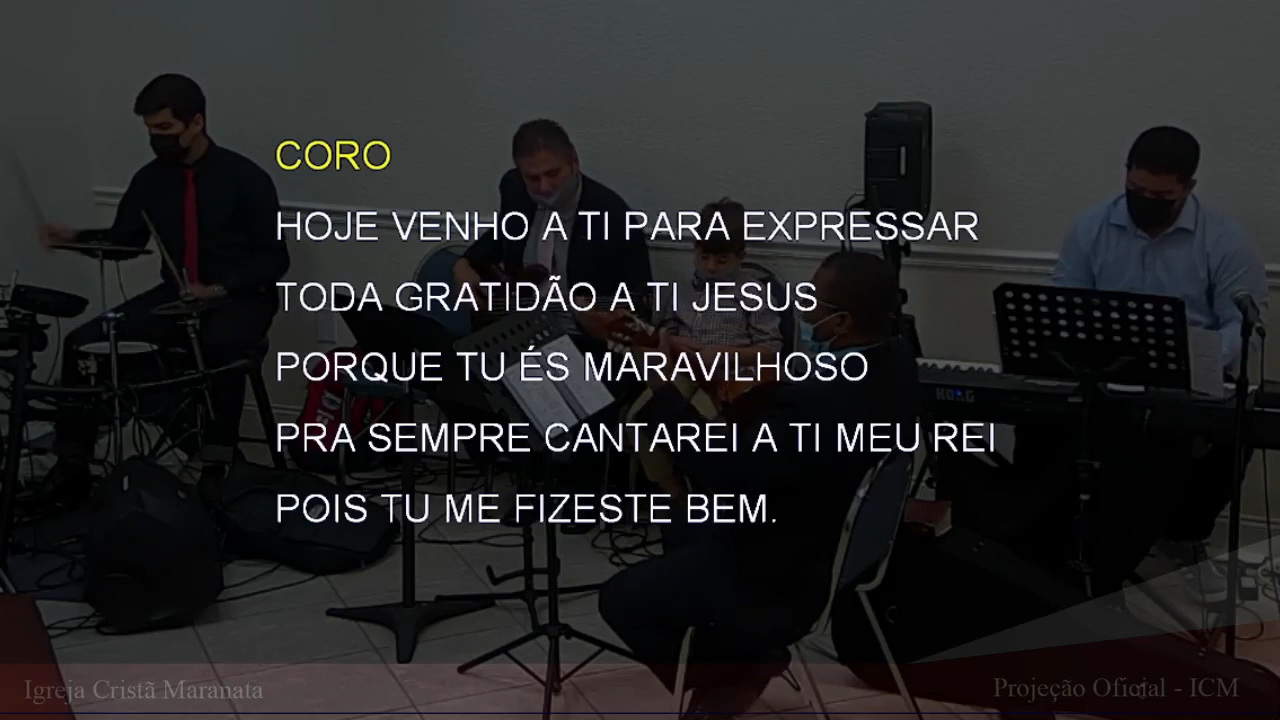 CORO
HOJE VENHO A TI PARA EXPRESSAR
TODA GRATIDÃO A TI JESUS
PORQUE TU ÉS MARAVILHOSO
PRA SEMPRE CANTAREI A TI MEU REI
POIS TU ME FIZESTE BEM.
KORG
Igreja Cristã Maranata
Projeção Oficial - ICM